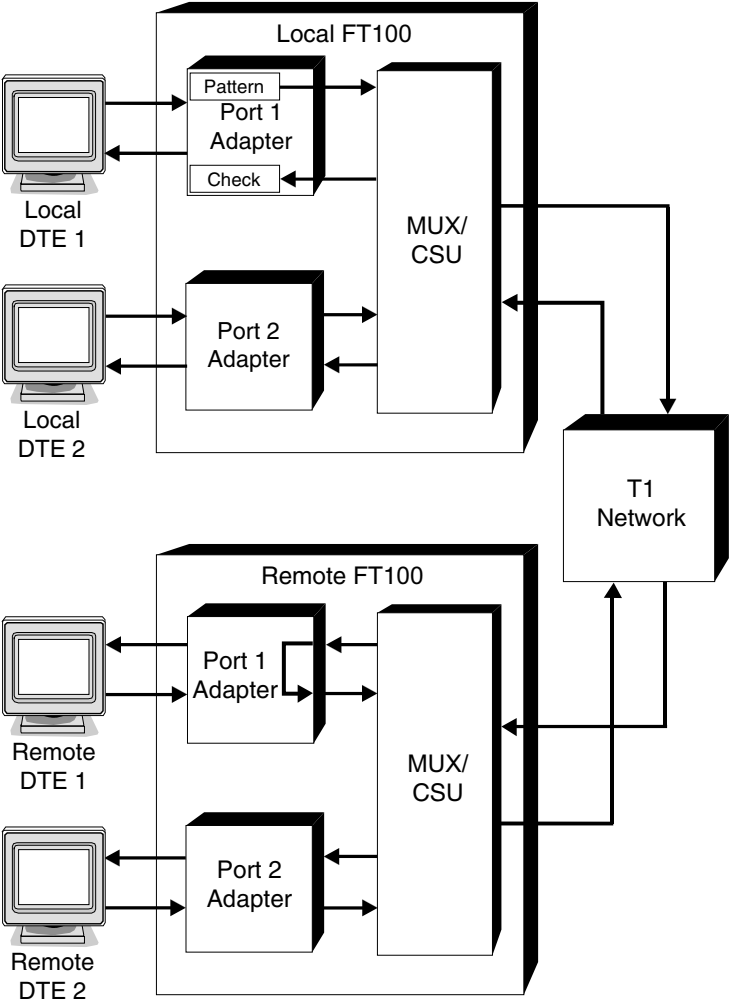 Local FT100
Pattern
Port 1
Adapter
Check
Local
DTE 1
MUX/
CSU
Port 2
Adapter
Local
DTE 2
T1
Network
Remote FT100
Port 1
Adapter
Remote
DTE 1
MUX/
CSU
Port 2
Adapter
Remote
DTE 2